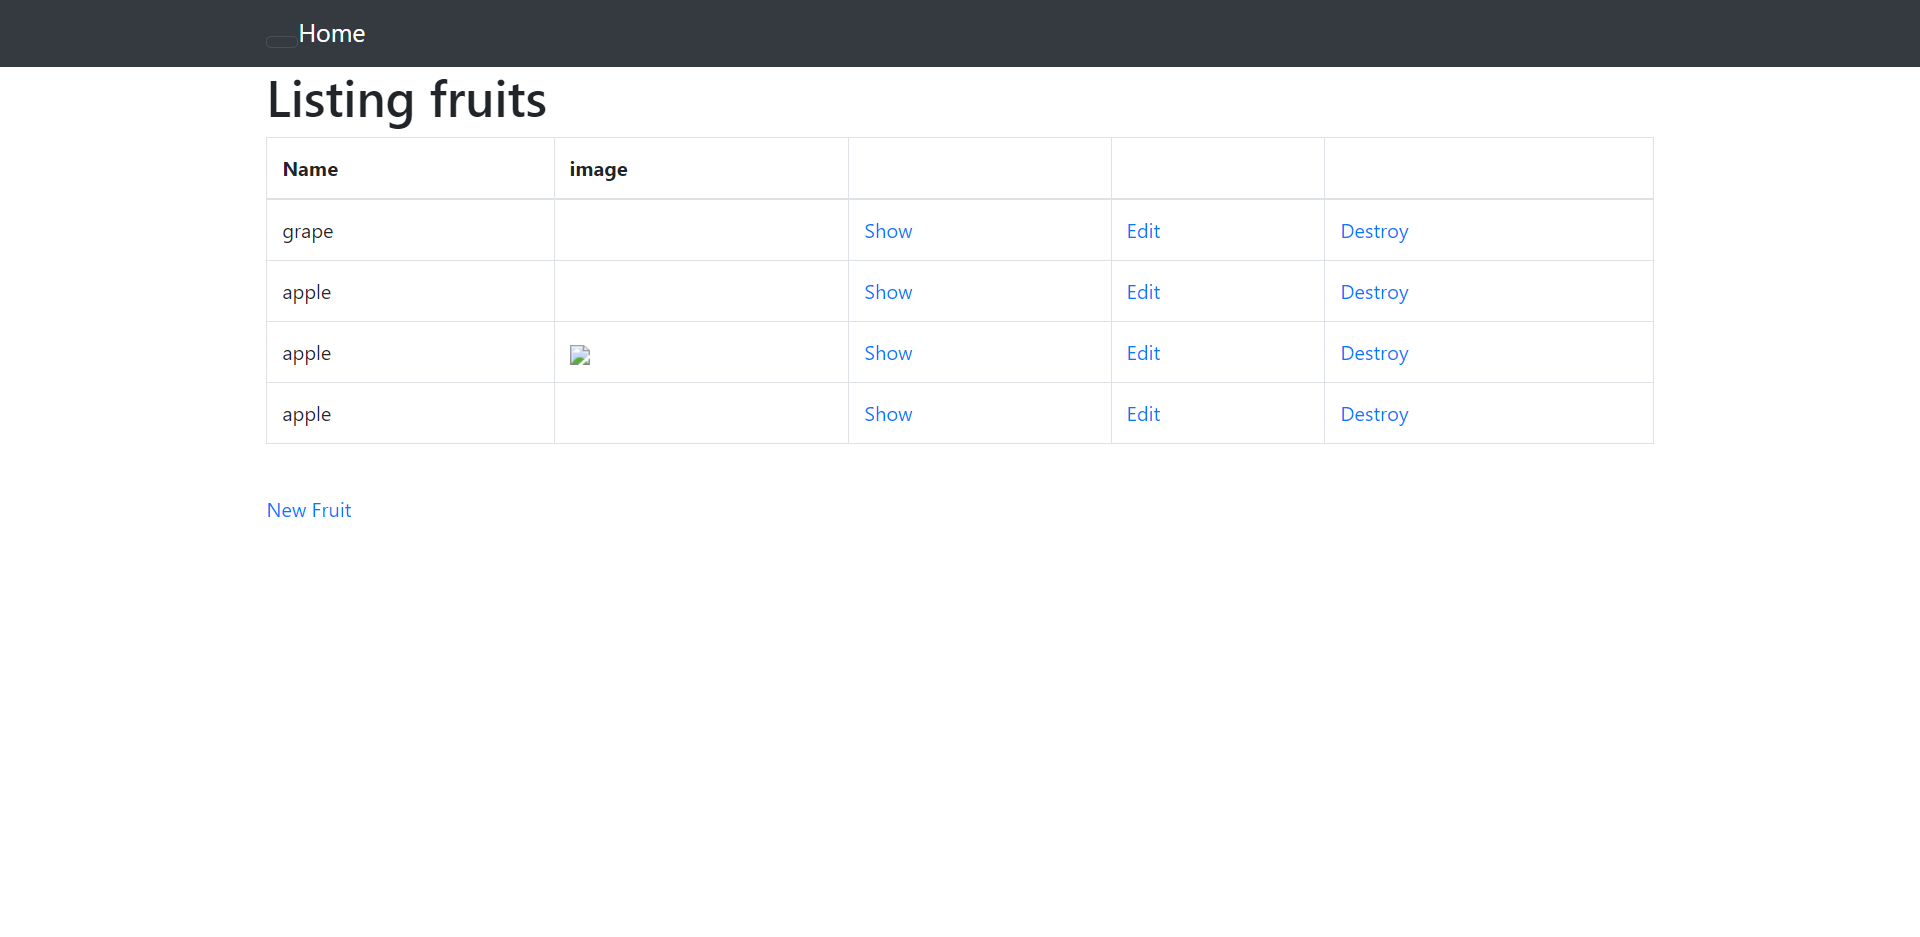 Home
Listing fruits
Name image
grape Show Edit Destroy
apple Show Edit Destroy
apple Show Edit Destroy
apple Show Edit Destroy
New Fruit